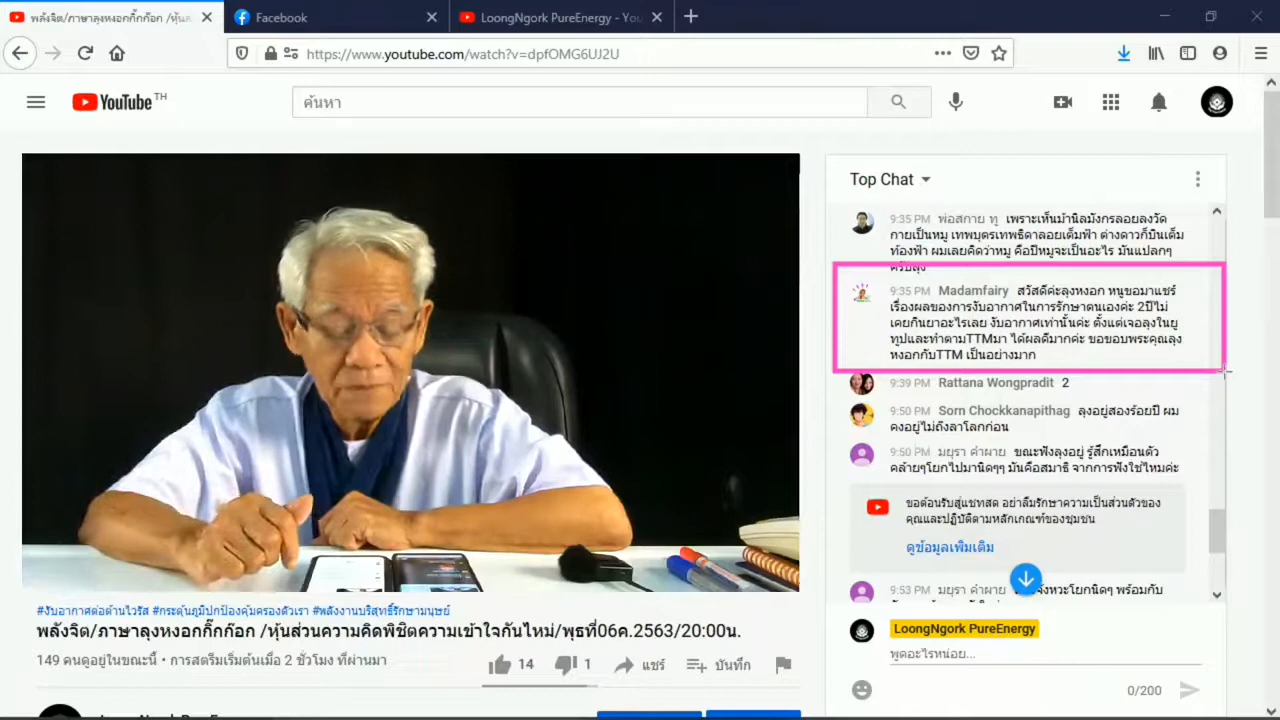 พลังจิต/ภาษาลุงหงอกกิ๊กก๊อก /หุ้นส
Facebook
LoongNgork PureEnergy - You
https://www.youtube.com/watch?v=dpfOMG6UJ2U
YouTube TH
ค้นหา
Top Chat
9:35 PM พ่อสกาย ทู เพราะเห็นม้านิลมังกรลอยลงวัด
กายเป็นหมู เทพบุตรเทพธิดาลอยเต็มฟ้า ต่างดาวก็บินเต็ม
ท้องฟ้า ผมเลยคิดว่าหมู คือปีหมูจะเป็นอะไร มันแปลกๆ
ครับลุง
9:35 PM Madamfairy สวัสดีค่ะลุงหงอก หนูขอมาแชร์
เรื่องผลของการงับอากาศในการรักษาตนเองค่ะ 2ปีไม่
เคยกินยาอะไรเลย งับอากาศเท่านั้นค่ะ ตั้งแต่เจอลุงในยู
ทูปและทำตามTTMมา ได้ผลดีมากค่ะ ขอขอบพระคุณลุง
หงอกกับTTM เป็นอย่างมาก
9:39 PM Rattana Wongpradit 2
9:50 PM Sorn Chockkanapithag ลุงอยู่สองร้อยปี ผม
คงอยู่ไม่ถึงลาโลกก่อน
9:50 PM มยุรา คำผาย ขณะฟังลุงอยู่ รู้สึกเหมือนตัว
คล้ายๆโยกไปมานิดๆๆ มันคือสมาธิ จากการฟังใช่ไหมค่ะ
ขอต้อนรับสู่แชทสด อย่าลืมรักษาความเป็นส่วนตัวของ
คุณและปฏิบัติตามหลักเกณฑ์ของชุมชน
ดูข้อมูลเพิ่มเติม
9:53 PM มยุรา คำผาย จังหวะโยกนิดๆ พร้อมกับ
LoongNgork PureEnergy
พูดอะไรหน่อย...
0/200
#งับอากาศต่อต้านไวรัส #กระตุ้นภูมิปกป้องคุ้มครองตัวเรา #พลังงานบริสุทธิ์รักษามนุษย์
พลังจิต/ภาษาลุงหงอกกิ๊กก๊อก /หุ้นส่วนความคิดพิชิตความเข้าใจกันไหม่/พุธที่06ค.2563/20:00น.
149 คนดูอยู่ในขณะนี้ • การสตรีมเริ่มต้นเมื่อ 2 ชั่วโมง ที่ผ่านมา
14
1
แชร์
บันทึก